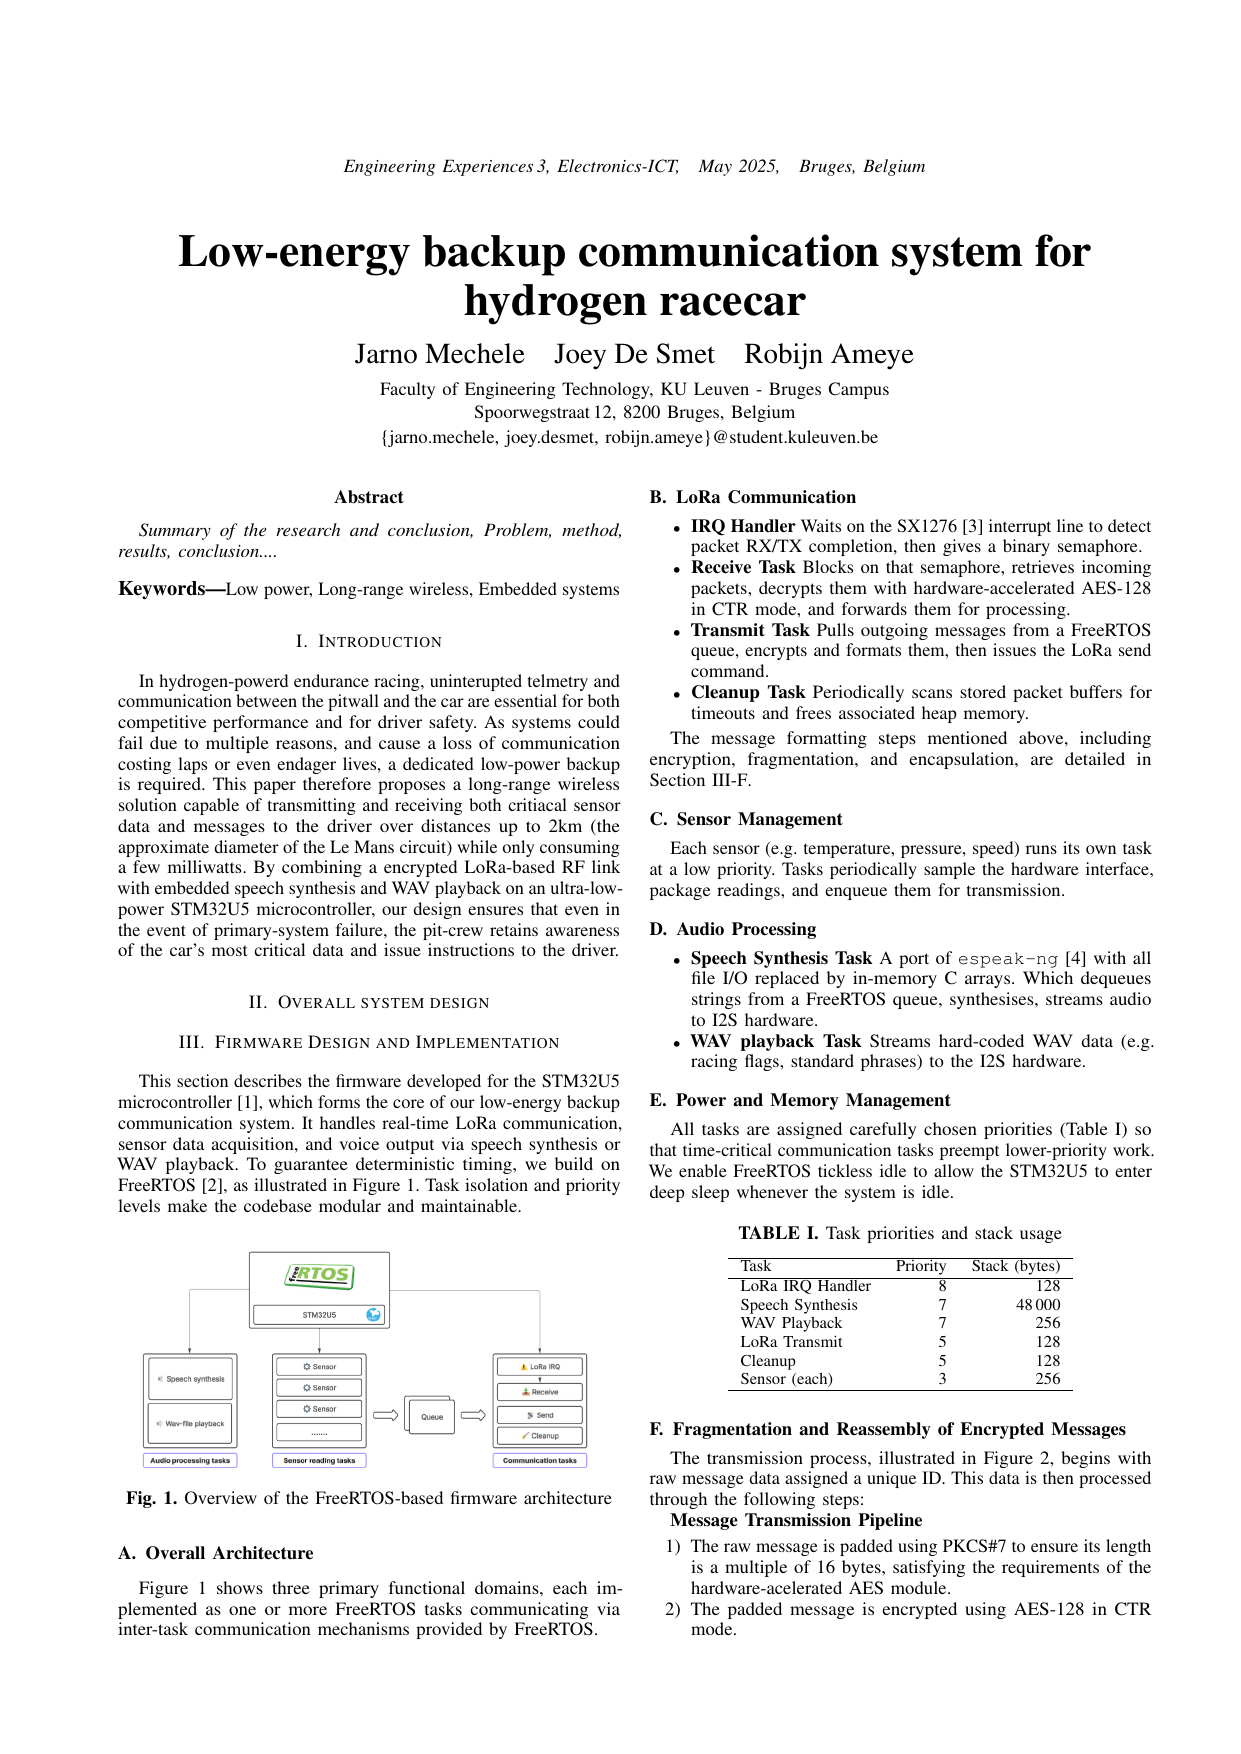 Engineering Experiences 3, Electronics-ICT, May 2025, Bruges, Belgium
Low-energy backup communication system for
hydrogen racecar
Jarno Mechele Joey De Smet Robijn Ameye
Faculty of Engineering Technology, KU Leuven - Bruges Campus
Spoorwegstraat 12, 8200 Bruges, Belgium
{jarno.mechele, joey.desmet, robijn.ameye}@student.kuleuven.be
Abstract
Summary of the research and conclusion, Problem, method,
results, conclusion....
Keywords—Low power, Long-range wireless, Embedded systems
I. INTRODUCTION
In hydrogen-powerd endurance racing, uninterupted telmetry and
communication between the pitwall and the car are essential for both
competitive performance and for driver safety. As systems could
fail due to multiple reasons, and cause a loss of communication
costing laps or even endager lives, a dedicated low-power backup
is required. This paper therefore proposes a long-range wireless
solution capable of transmitting and receiving both critiacal sensor
data and messages to the driver over distances up to 2km (the
approximate diameter of the Le Mans circuit) while only consuming
a few milliwatts. By combining a encrypted LoRa-based RF link
with embedded speech synthesis and WAV playback on an ultra-low-
power STM32U5 microcontroller, our design ensures that even in
the event of primary-system failure, the pit-crew retains awareness
of the car's most critical data and issue instructions to the driver.
II. OVERALL SYSTEM DESIGN
III. FIRMWARE DESIGN AND IMPLEMENTATION
This section describes the firmware developed for the STM32U5
microcontroller [1], which forms the core of our low-energy backup
communication system. It handles real-time LoRa communication,
sensor data acquisition, and voice output via speech synthesis or
WAV playback. To guarantee deterministic timing, we build on
FreeRTOS [2], as illustrated in Figure 1. Task isolation and priority
levels make the codebase modular and maintainable.
free RTOS
STM32U5
Speech synthesis
Wav-file playback
Audio processing tasks
Sensor
Sensor
Sensor
.......
Sensor reading tasks
Queue
LoRa IRQ
Receive
Send
Cleanup
Communication tasks
Fig. 1. Overview of the FreeRTOS-based firmware architecture
A. Overall Architecture
Figure 1 shows three primary functional domains, each im-
plemented as one or more FreeRTOS tasks communicating via
inter-task communication mechanisms provided by FreeRTOS.
B. LoRa Communication
• IRQ Handler Waits on the SX1276 [3] interrupt line to detect
packet RX/TX completion, then gives a binary semaphore.
• Receive Task Blocks on that semaphore, retrieves incoming
packets, decrypts them with hardware-accelerated AES-128
in CTR mode, and forwards them for processing.
• Transmit Task Pulls outgoing messages from a FreeRTOS
queue, encrypts and formats them, then issues the LoRa send
command.
• Cleanup Task Periodically scans stored packet buffers for
timeouts and frees associated heap memory.
The message formatting steps mentioned above, including
encryption, fragmentation, and encapsulation, are detailed in
Section III-F.
C. Sensor Management
Each sensor (e.g. temperature, pressure, speed) runs its own task
at a low priority. Tasks periodically sample the hardware interface,
package readings, and enqueue them for transmission.
D. Audio Processing
• Speech Synthesis Task A port of espeak-ng [4] with all
file I/O replaced by in-memory C arrays. Which dequeues
strings from a FreeRTOS queue, synthesises, streams audio
to I2S hardware.
• WAV playback Task Streams hard-coded WAV data (e.g.
racing flags, standard phrases) to the I2S hardware.
E. Power and Memory Management
All tasks are assigned carefully chosen priorities (Table I) so
that time-critical communication tasks preempt lower-priority work.
We enable FreeRTOS tickless idle to allow the STM32U5 to enter
deep sleep whenever the system is idle.
TABLE I. Task priorities and stack usage
Task Priority Stack (bytes)
LoRa IRQ Handler 8 128
Speech Synthesis 7 48 000
WAV Playback 7 256
LoRa Transmit 5 128
Cleanup 5 128
Sensor (each) 3 256
F. Fragmentation and Reassembly of Encrypted Messages
The transmission process, illustrated in Figure 2, begins with
raw message data assigned a unique ID. This data is then processed
through the following steps:
Message Transmission Pipeline
1) The raw message is padded using PKCS#7 to ensure its length
is a multiple of 16 bytes, satisfying the requirements of the
hardware-acelerated AES module.
2) The padded message is encrypted using AES-128 in CTR
mode.